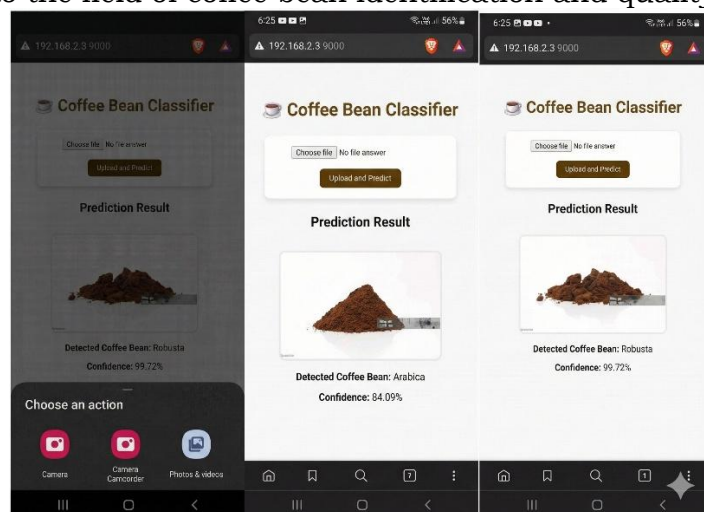 to the field of coffee bean identification and quality
192.168.2.3 9000
Coffee Bean Classifier
Choose file No file answer
Upload and Predict
Prediction Result
Detected Coffee Bean: Robusta
Confidence: 99.72%
Choose an action
Camera
Camera
Camcorder
Photos & videos
6:25 56%
192.168.2.3 9000
Coffee Bean Classifier
Choose file No file answer
Upload and Predict
Prediction Result
Detected Coffee Bean: Arabica
Confidence: 84.09%
7
6:25 56%
192.168.2.3 9000
Coffee Bean Classifier
Choose file No file answer
Upload and Predict
Prediction Result
Detected Coffee Bean: Robusta
Confidence: 99.72%
1